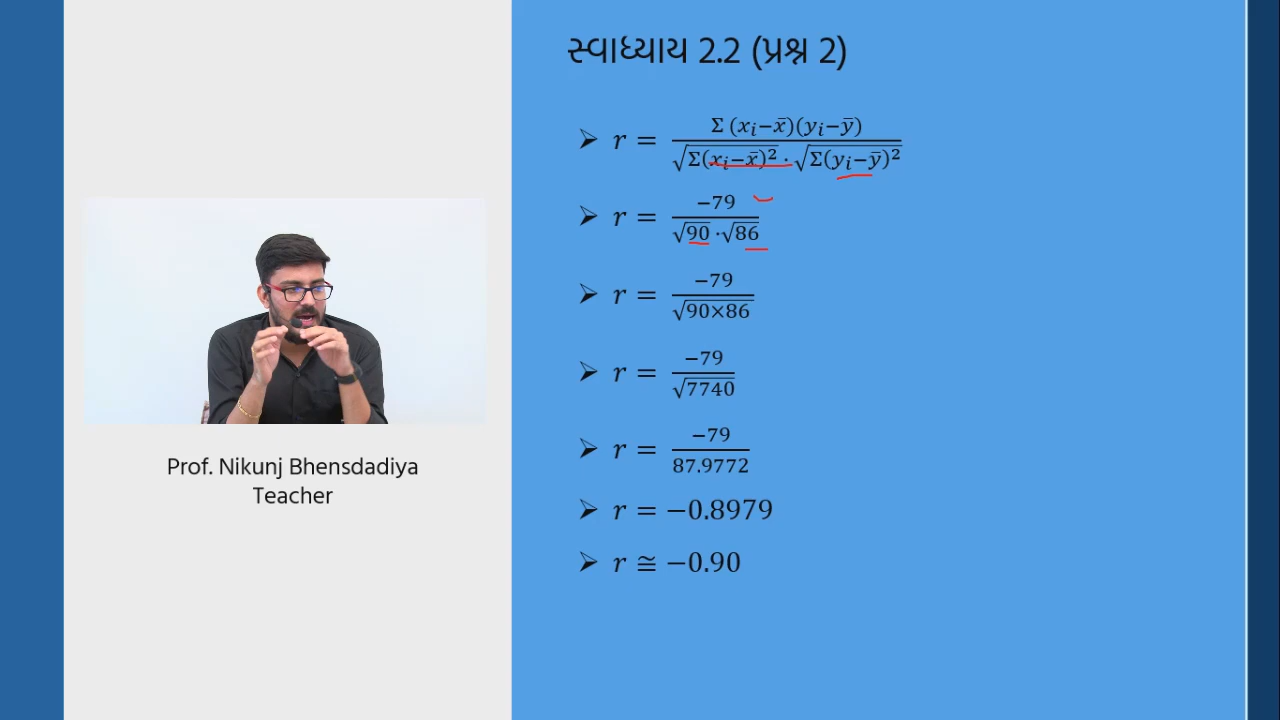 સ્વાધ્યાય 2.2 (પ્રશ્ન 2)
➢ r = Σ (xᵢ−x̄)(yᵢ−ȳ) / √Σ(xᵢ−x̄)² · √Σ(yᵢ−ȳ)²
➢ r = −79 / √90 ·√86
➢ r = −79 / √90×86
➢ r = −79 / √7740
➢ r = −79 / 87.9772
➢ r = −0.8979
➢ r ≅ −0.90
Prof. Nikunj Bhensdadiya
Teacher